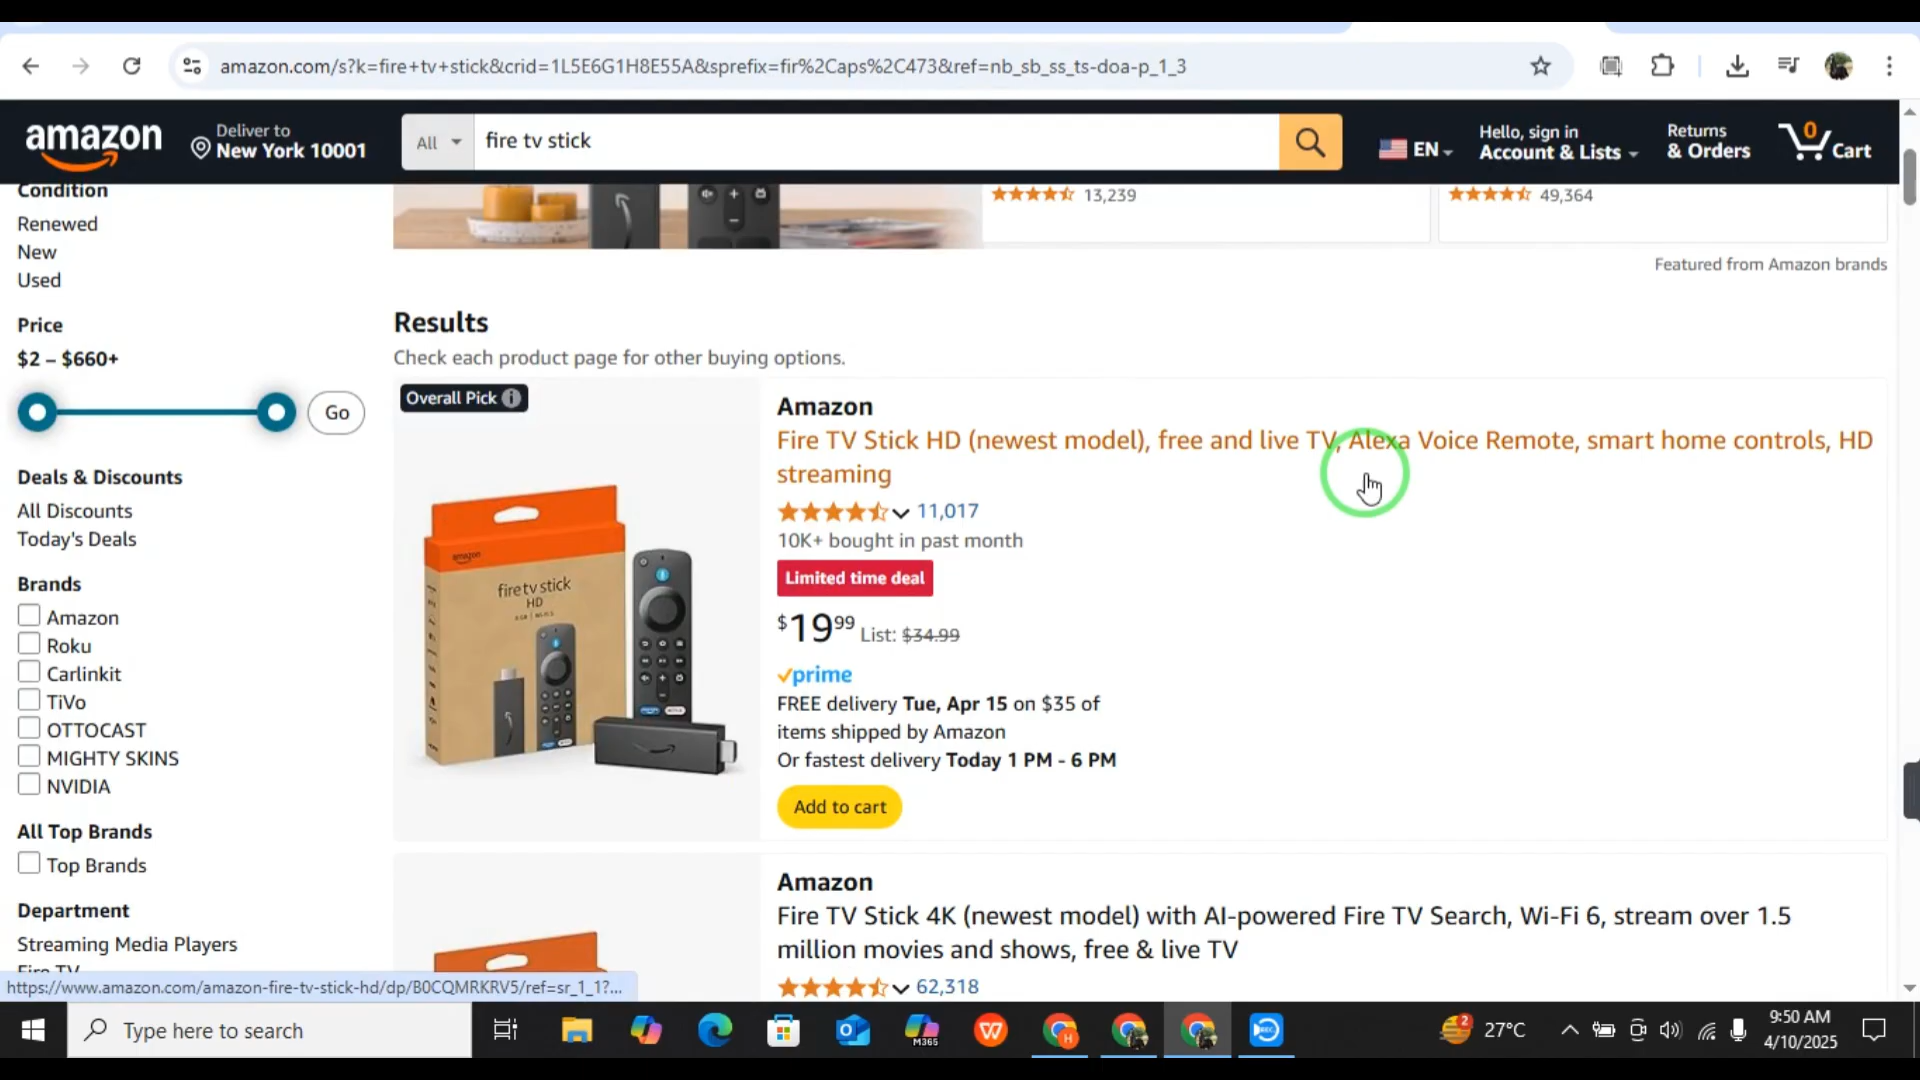 amazon.com/s?k=fire+tv+stick&crid=1L5E6G1H8E55A&sprefix=fir%2Caps%2C473&ref=nb_sb_ss_ts-doa-p_1_3
amazon
Deliver to
New York 10001
All
fire tv stick
EN
Hello, sign in
Account & Lists
Returns
& Orders
0
Cart
Condition
Renewed
New
Used
Price
$2 – $660+
Go
Deals & Discounts
All Discounts
Today's Deals
Brands
Amazon
Roku
Carlinkit
TiVo
OTTOCAST
MIGHTY SKINS
NVIDIA
All Top Brands
Top Brands
Department
Streaming Media Players
Fire TV
13,239
49,364
Featured from Amazon brands
Results
Check each product page for other buying options.
Overall Pick
amazon
fire tv stick
HD
Amazon
Fire TV Stick HD (newest model), free and live TV, Alexa Voice Remote, smart home controls, HD
streaming
11,017
10K+ bought in past month
Limited time deal
$19.99 List: $34.99
prime
FREE delivery Tue, Apr 15 on $35 of
items shipped by Amazon
Or fastest delivery Today 1 PM - 6 PM
Add to cart
Amazon
Fire TV Stick 4K (newest model) with AI-powered Fire TV Search, Wi-Fi 6, stream over 1.5
million movies and shows, free & live TV
62,318
https://www.amazon.com/amazon-fire-tv-stick-hd/dp/B0CQMRKRV5/ref=sr_1_1?...
Type here to search
M365
H
REC
2
27°C
9:50 AM
4/10/2025